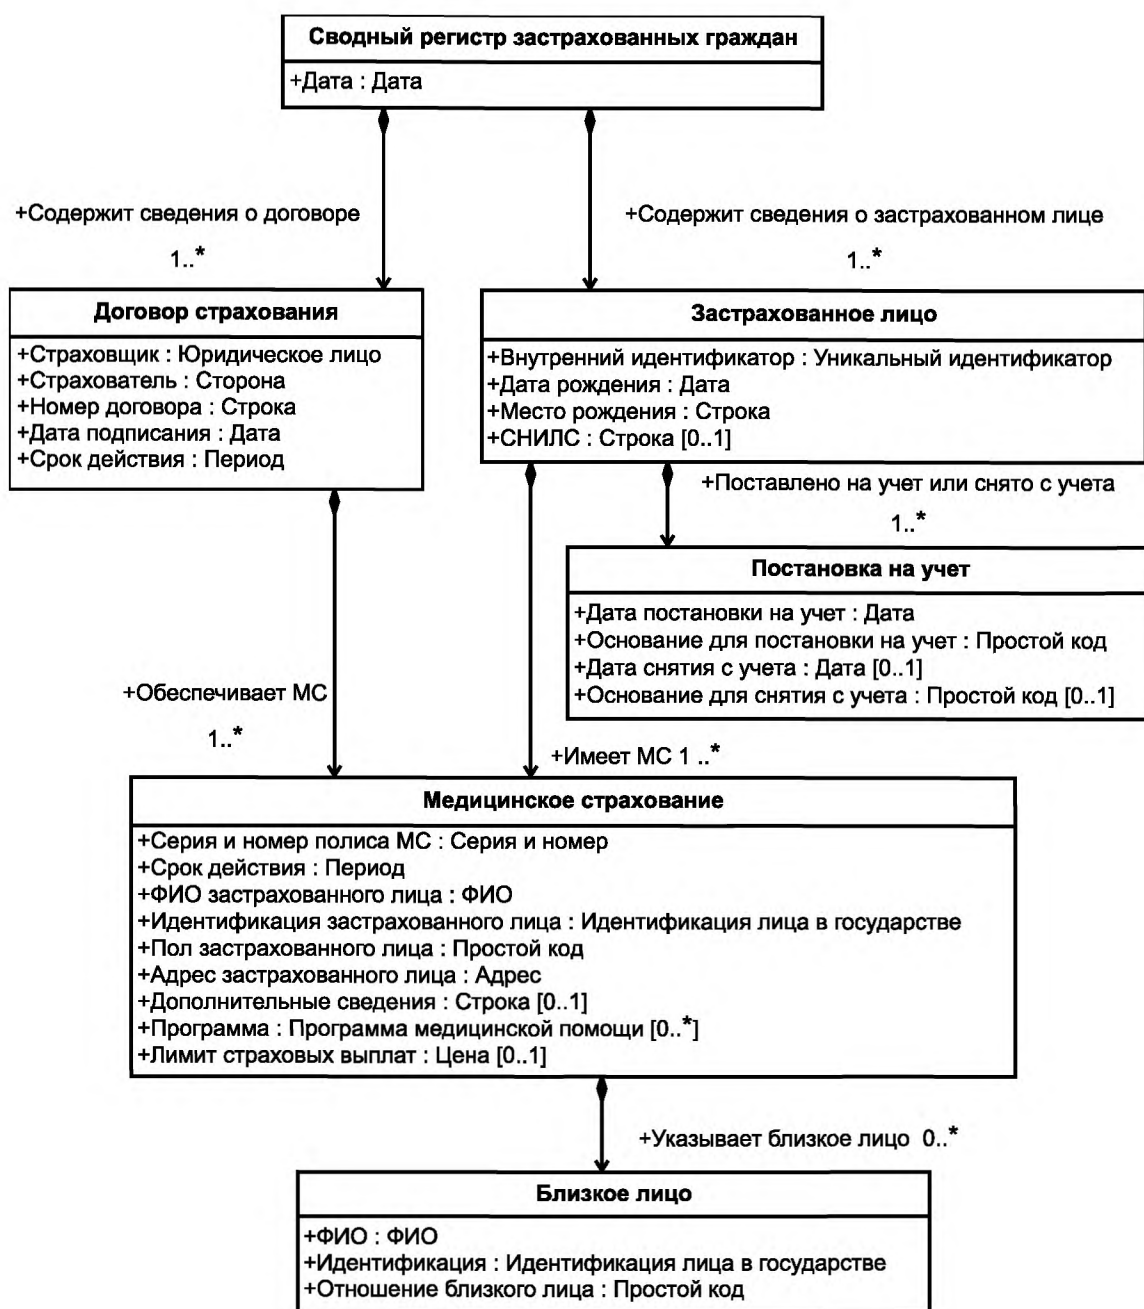 Сводный регистр застрахованных граждан
+Дата : Дата
+Содержит сведения о договоре
1..*
+Содержит сведения о застрахованном лице
1..*
Договор страхования
+Страховщик : Юридическое лицо
+Страхователь : Сторона
+Номер договора : Строка
+Дата подписания : Дата
+Срок действия : Период
Застрахованное лицо
+Внутренний идентификатор : Уникальный идентификатор
+Дата рождения : Дата
+Место рождения : Строка
+СНИЛС : Строка [0..1]
+Поставлено на учет или снято с учета
1..*
Постановка на учет
+Дата постановки на учет : Дата
+Основание для постановки на учет : Простой код
+Дата снятия с учета : Дата [0..1]
+Основание для снятия с учета : Простой код [0..1]
+Обеспечивает МС
1..*
+Имеет МС 1 ..*
Медицинское страхование
+Серия и номер полиса МС : Серия и номер
+Срок действия : Период
+ФИО застрахованного лица : ФИО
+Идентификация застрахованного лица : Идентификация лица в государстве
+Пол застрахованного лица : Простой код
+Адрес застрахованного лица : Адрес
+Дополнительные сведения : Строка [0..1]
+Программа : Программа медицинской помощи [0..*]
+Лимит страховых выплат : Цена [0..1]
+Указывает близкое лицо 0..*
Близкое лицо
+ФИО : ФИО
+Идентификация : Идентификация лица в государстве
+Отношение близкого лица : Простой код